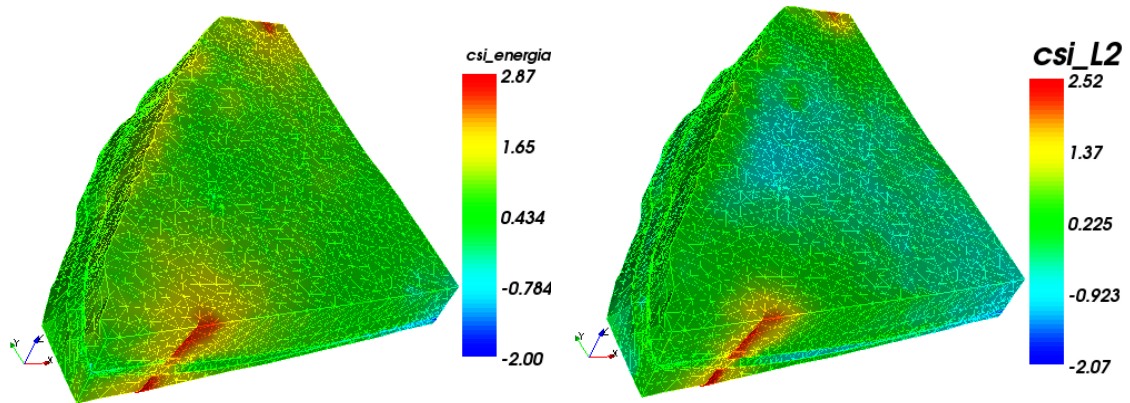 csi_energia
2.87
1.65
0.434
-0.784
-2.00
Y
X
csi_L2
2.52
1.37
0.225
-0.923
-2.07
Y
X